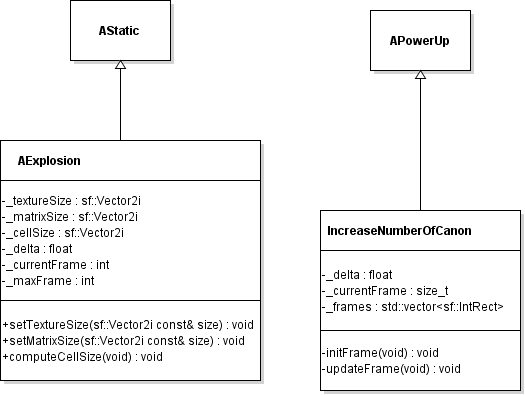 AStatic
AExplosion
-_textureSize : sf::Vector2i
-_matrixSize : sf::Vector2i
-_cellSize : sf::Vector2i
-_delta : float
-_currentFrame : int
-_maxFrame : int
+setTextureSize(sf::Vector2i const& size) : void
+setMatrixSize(sf::Vector2i const& size) : void
+computeCellSize(void) : void
APowerUp
IncreaseNumberOfCanon
-_delta : float
-_currentFrame : size_t
-_frames : std::vector<sf::IntRect>
-initFrame(void) : void
-updateFrame(void) : void